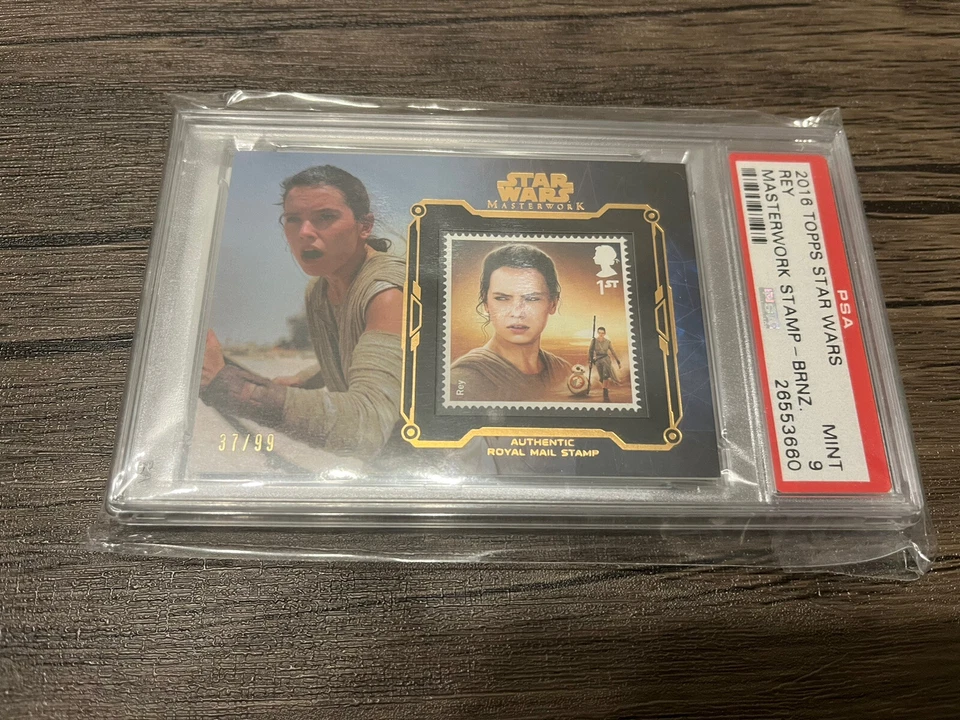 STAR
WARS
MASTERWORK
1ST
Rey
AUTHENTIC
ROYAL MAIL STAMP
37/99
PSA
2016 TOPPS STAR WARS
REY MINT
MASTERWORK STAMP - BRNZ. 9
26553660